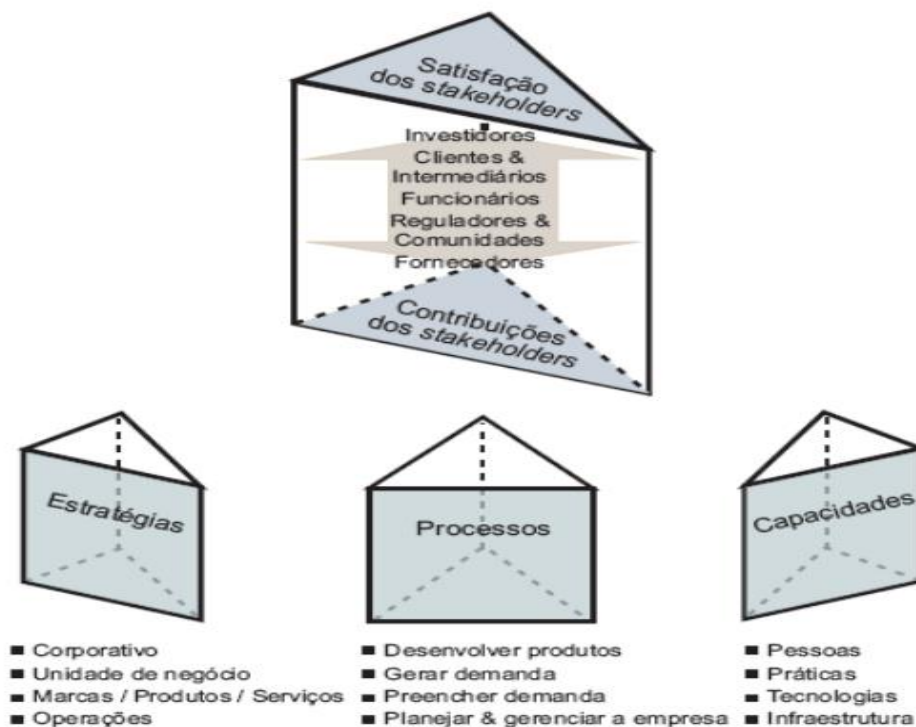 Satisfação
dos stakeholders
Investidores
Clientes &
Intermediários
Funcionários
Reguladores &
Comunidades
Fornecedores
Contribuições
dos stakeholders
Estratégias
■ Corporativo
■ Unidade de negócio
■ Marcas / Produtos / Serviços
■ Operações
Processos
■ Desenvolver produtos
■ Gerar demanda
■ Preencher demanda
■ Planejar & gerenciar a empresa
Capacidades
■ Pessoas
■ Práticas
■ Tecnologias
■ Infraestrutura